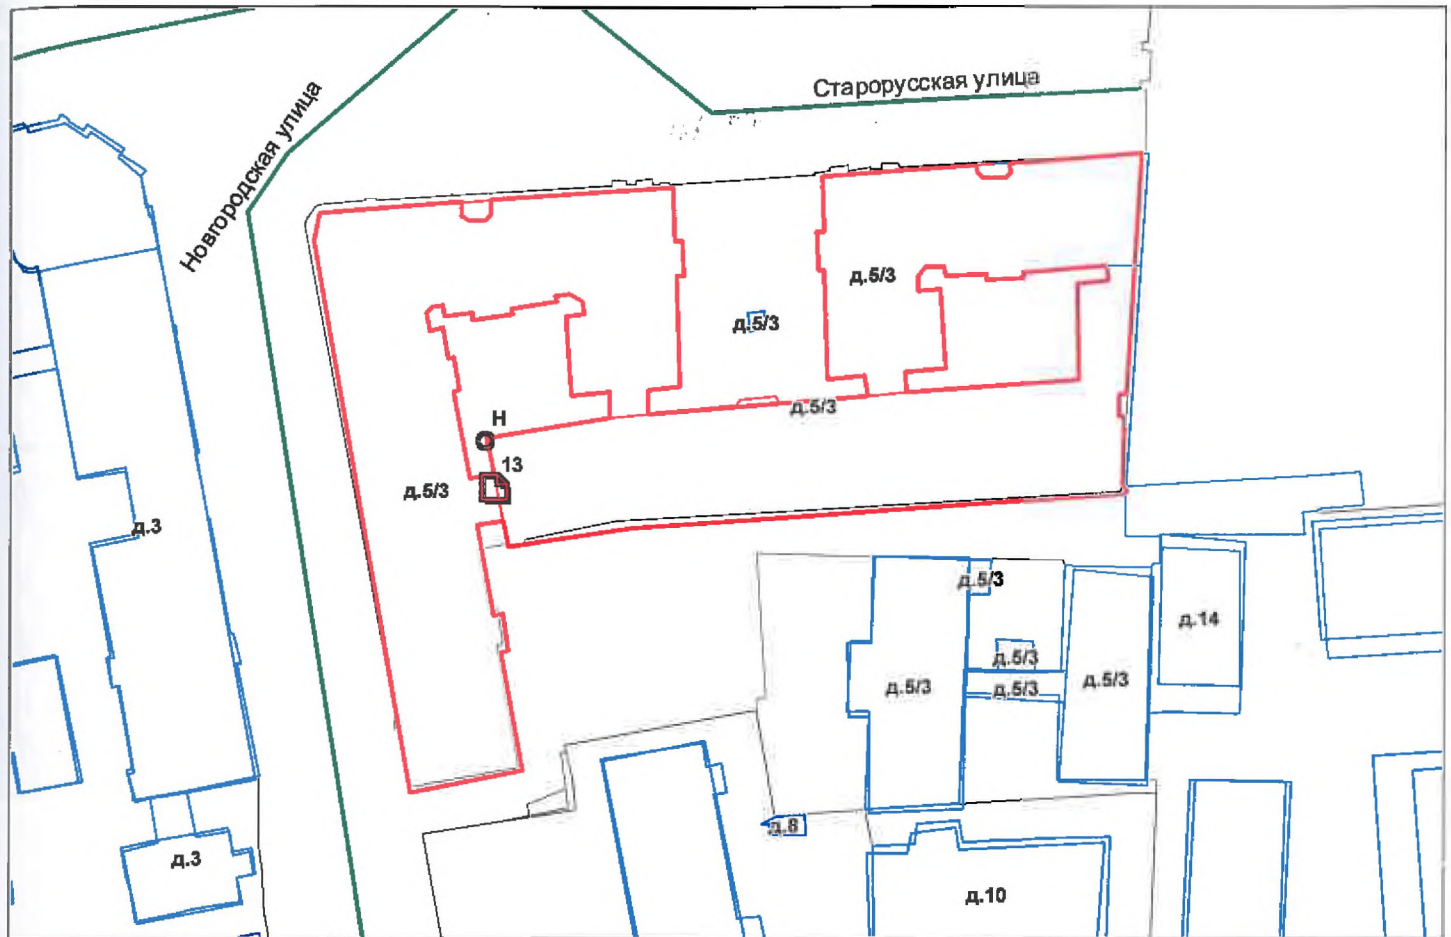 Старорусская улица
Новгородская улица
д.5/3
д.5/3
д.5/3
Н
13
д.5/3
д.3
д.5/3
д.14
д.5/3
д.5/3
д.5/3
д.5/3
д.8
д.3
д.10